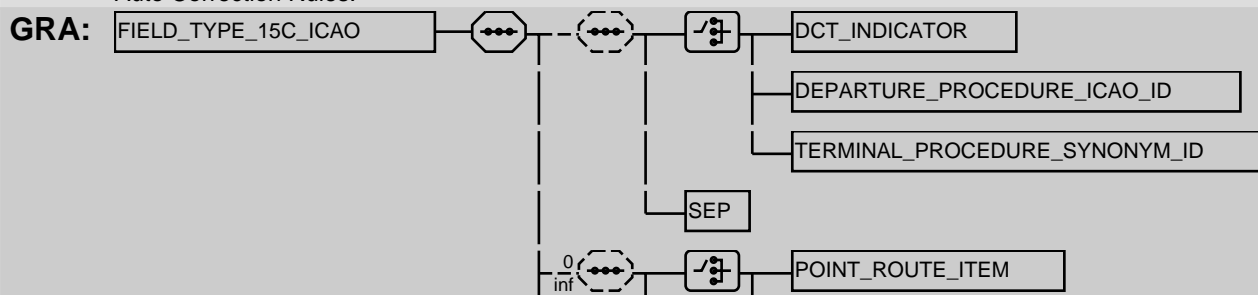 GRA: FIELD_TYPE_15C_ICAO DCT_INDICATOR
DEPARTURE_PROCEDURE_ICAO_ID
TERMINAL_PROCEDURE_SYNONYM_ID
SEP
0
inf
POINT_ROUTE_ITEM